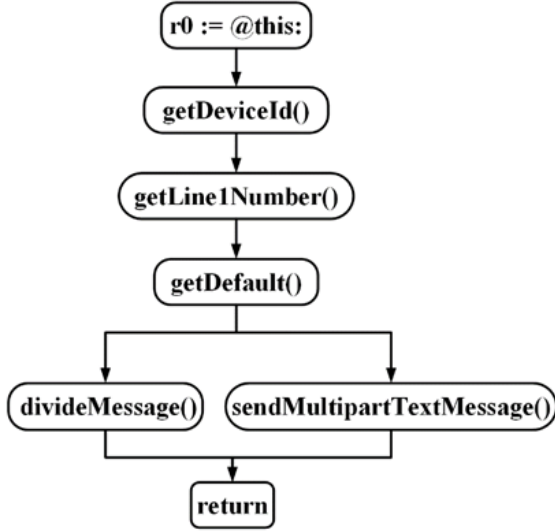 r0 := @this:
getDeviceId()
getLine1Number()
getDefault()
divideMessage()
sendMultipartTextMessage()
return